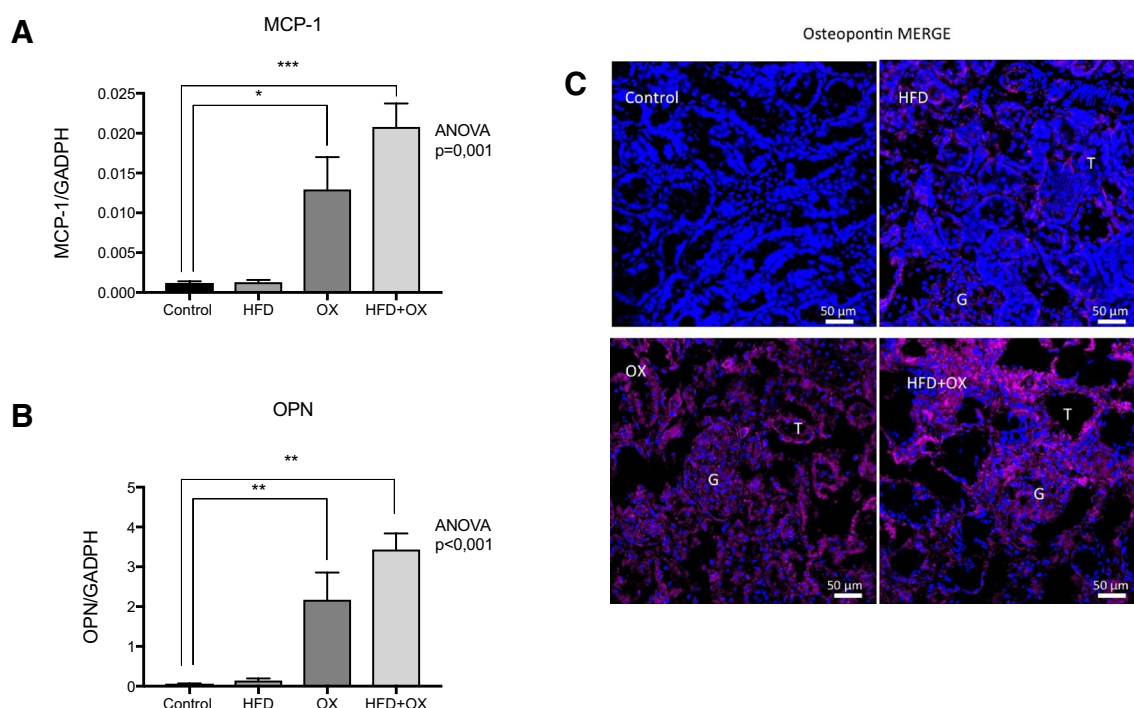 A
MCP-1
***
*
0.025
0.020
0.015
0.010
0.005
0.000
MCP-1/GADPH
ANOVA
p=0,001
Control HFD OX HFD+OX
B
OPN
**
**
5
4
3
2
1
0
OPN/GADPH
ANOVA
p<0,001
Control HFD OX HFD+OX
Osteopontin MERGE
C
Control
50 µm
HFD
T
G
50 µm
OX
T
G
50 µm
HFD+OX
T
G
50 µm